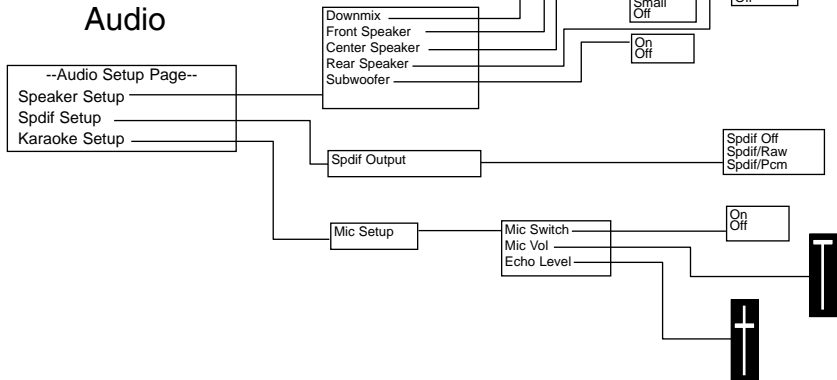 Audio
--Audio Setup Page--
Speaker Setup
Spdif Setup
Karaoke Setup
Downmix
Front Speaker
Center Speaker
Rear Speaker
Subwoofer
Small
Off
Off
On
Off
Spdif Output
Spdif Off
Spdif/Raw
Spdif/Pcm
Mic Setup
Mic Switch
Mic Vol
Echo Level
On
Off